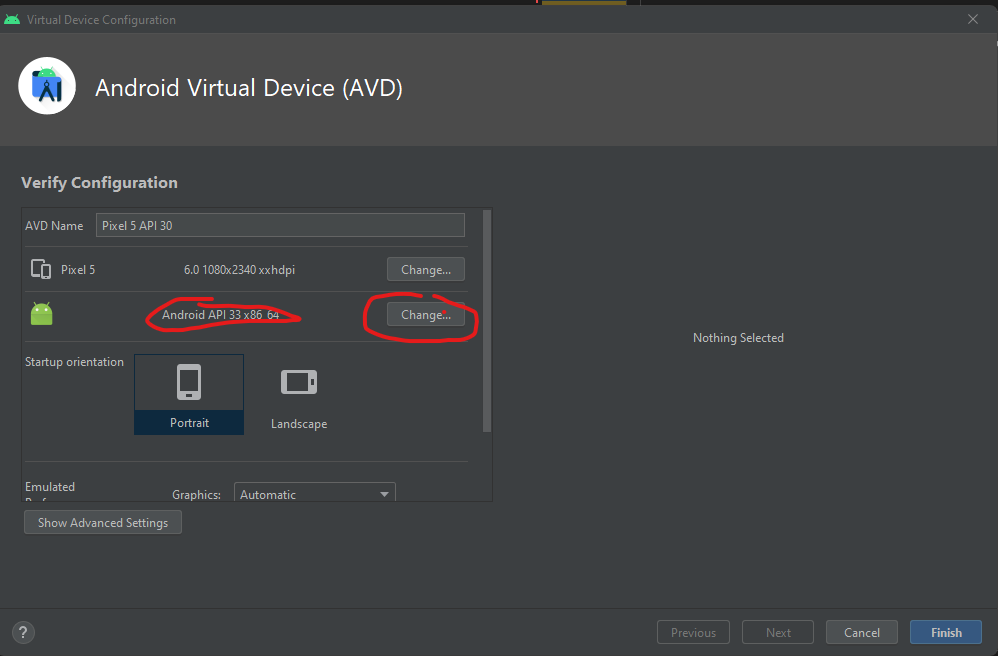 Virtual Device Configuration
Android Virtual Device (AVD)
Verify Configuration
AVD Name Pixel 5 API 30
Pixel 5 6.0 1080x2340 xxhdpi Change...
Android API 33 x86_64 Change...
Startup orientation
Portrait Landscape
Nothing Selected
Emulated
Graphics: Automatic
Show Advanced Settings
? Previous Next Cancel Finish